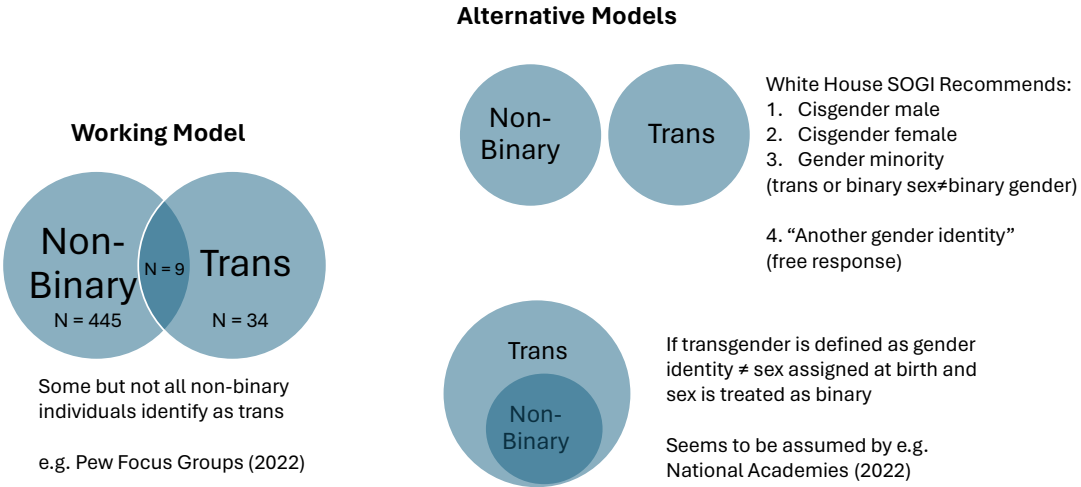 Alternative Models
Working Model
Non-
Binary
N = 445
N = 9
Trans
N = 34
Some but not all non-binary
individuals identify as trans
e.g. Pew Focus Groups (2022)
Non-
Binary
Trans
White House SOGI Recommends:
1. Cisgender male
2. Cisgender female
3. Gender minority
(trans or binary sex≠binary gender)
4. “Another gender identity”
(free response)
Trans
Non-
Binary
If transgender is defined as gender
identity ≠ sex assigned at birth and
sex is treated as binary
Seems to be assumed by e.g.
National Academies (2022)